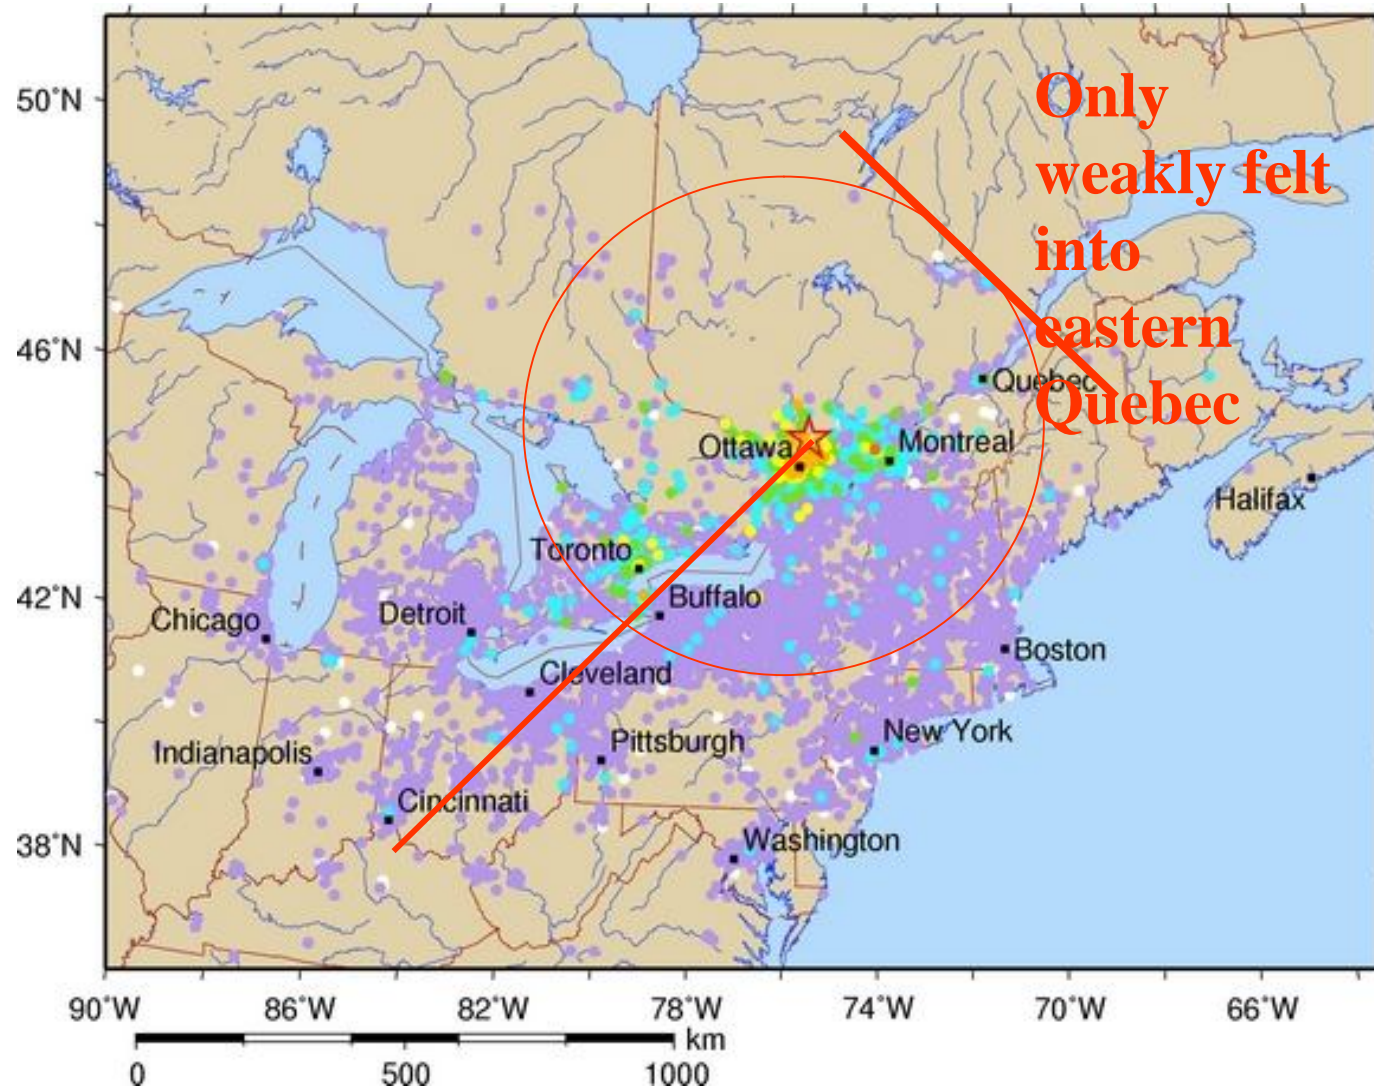 50°N
46°N
42°N
38°N
Only
weakly felt
into
eastern
Quebec
Quebec
Ottawa
Montreal
Halifax
Toronto
Buffalo
Chicago
Detroit
Boston
Cleveland
New York
Pittsburgh
Indianapolis
Cincinnati
Washington
90°W 86°W 82°W 78°W 74°W 70°W 66°W
km
0 500 1000